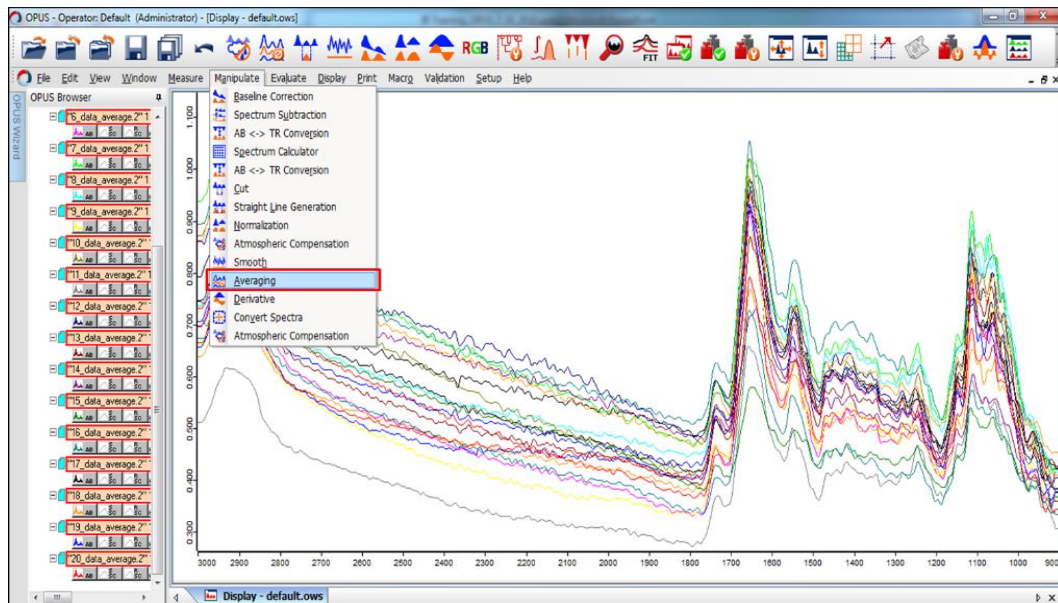 OPUS - Operator: Default (Administrator) - [Display - default.ows]
RGB
FIT
File Edit View Window Measure Manipulate Evaluate Display Print Macro Validation Setup Help
OPUS Browser
OPUS Wizard
Baseline Correction
Spectrum Subtraction
AB <-> TR Conversion
Spectrum Calculator
AB <-> TR Conversion
Cut
Straight Line Generation
Normalization
Atmospheric Compensation
Smooth
Averaging
Derivative
Convert Spectra
Atmospheric Compensation
"6_data_average.2" 1
"7_data_average.2" 1
"8_data_average.2" 1
"9_data_average.2" 1
"10_data_average.2"
"11_data_average.2" 1
"12_data_average.2"
"13_data_average.2"
"14_data_average.2"
"15_data_average.2"
"16_data_average.2"
"17_data_average.2"
"18_data_average.2"
"19_data_average.2"
"20_data_average.2"
1.100
1.000
0.900
0.800
0.700
0.600
0.500
0.400
0.300
3000 2900 2800 2700 2600 2500 2400 2300 2200 2100 2000 1900 1800 1700 1600 1500 1400 1300 1200 1100 1000 900
Display - default.ows